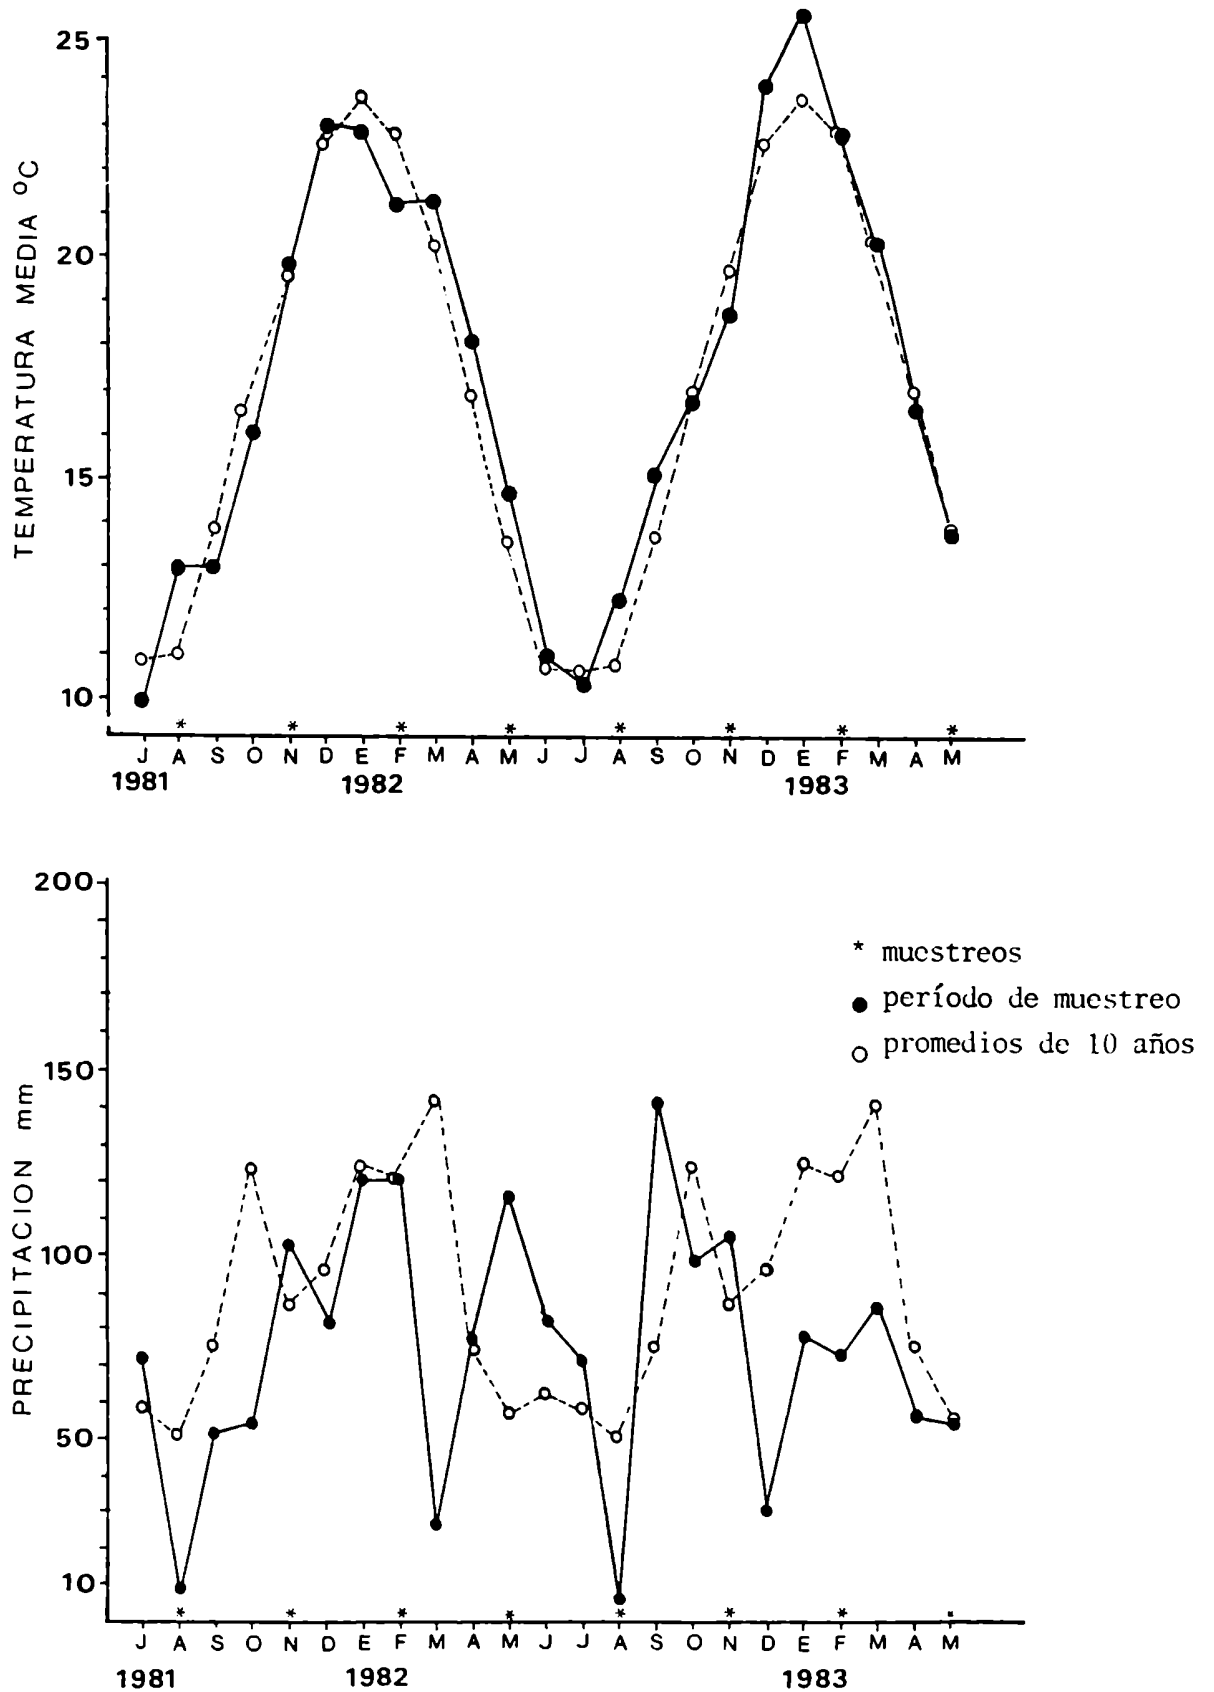 25
20
15
10
TEMPERATURA MEDIA ºC
* * * * * * * *
J A S O N D E F M A M J J A S O N D E F M A M
1981 1982 1983
200
150
100
50
10
PRECIPITACION mm
* muestreos
● período de muestreo
○ promedios de 10 años
* * * * * * *
J A S O N D E F M A M J J A S O N D E F M A M
1981 1982 1983